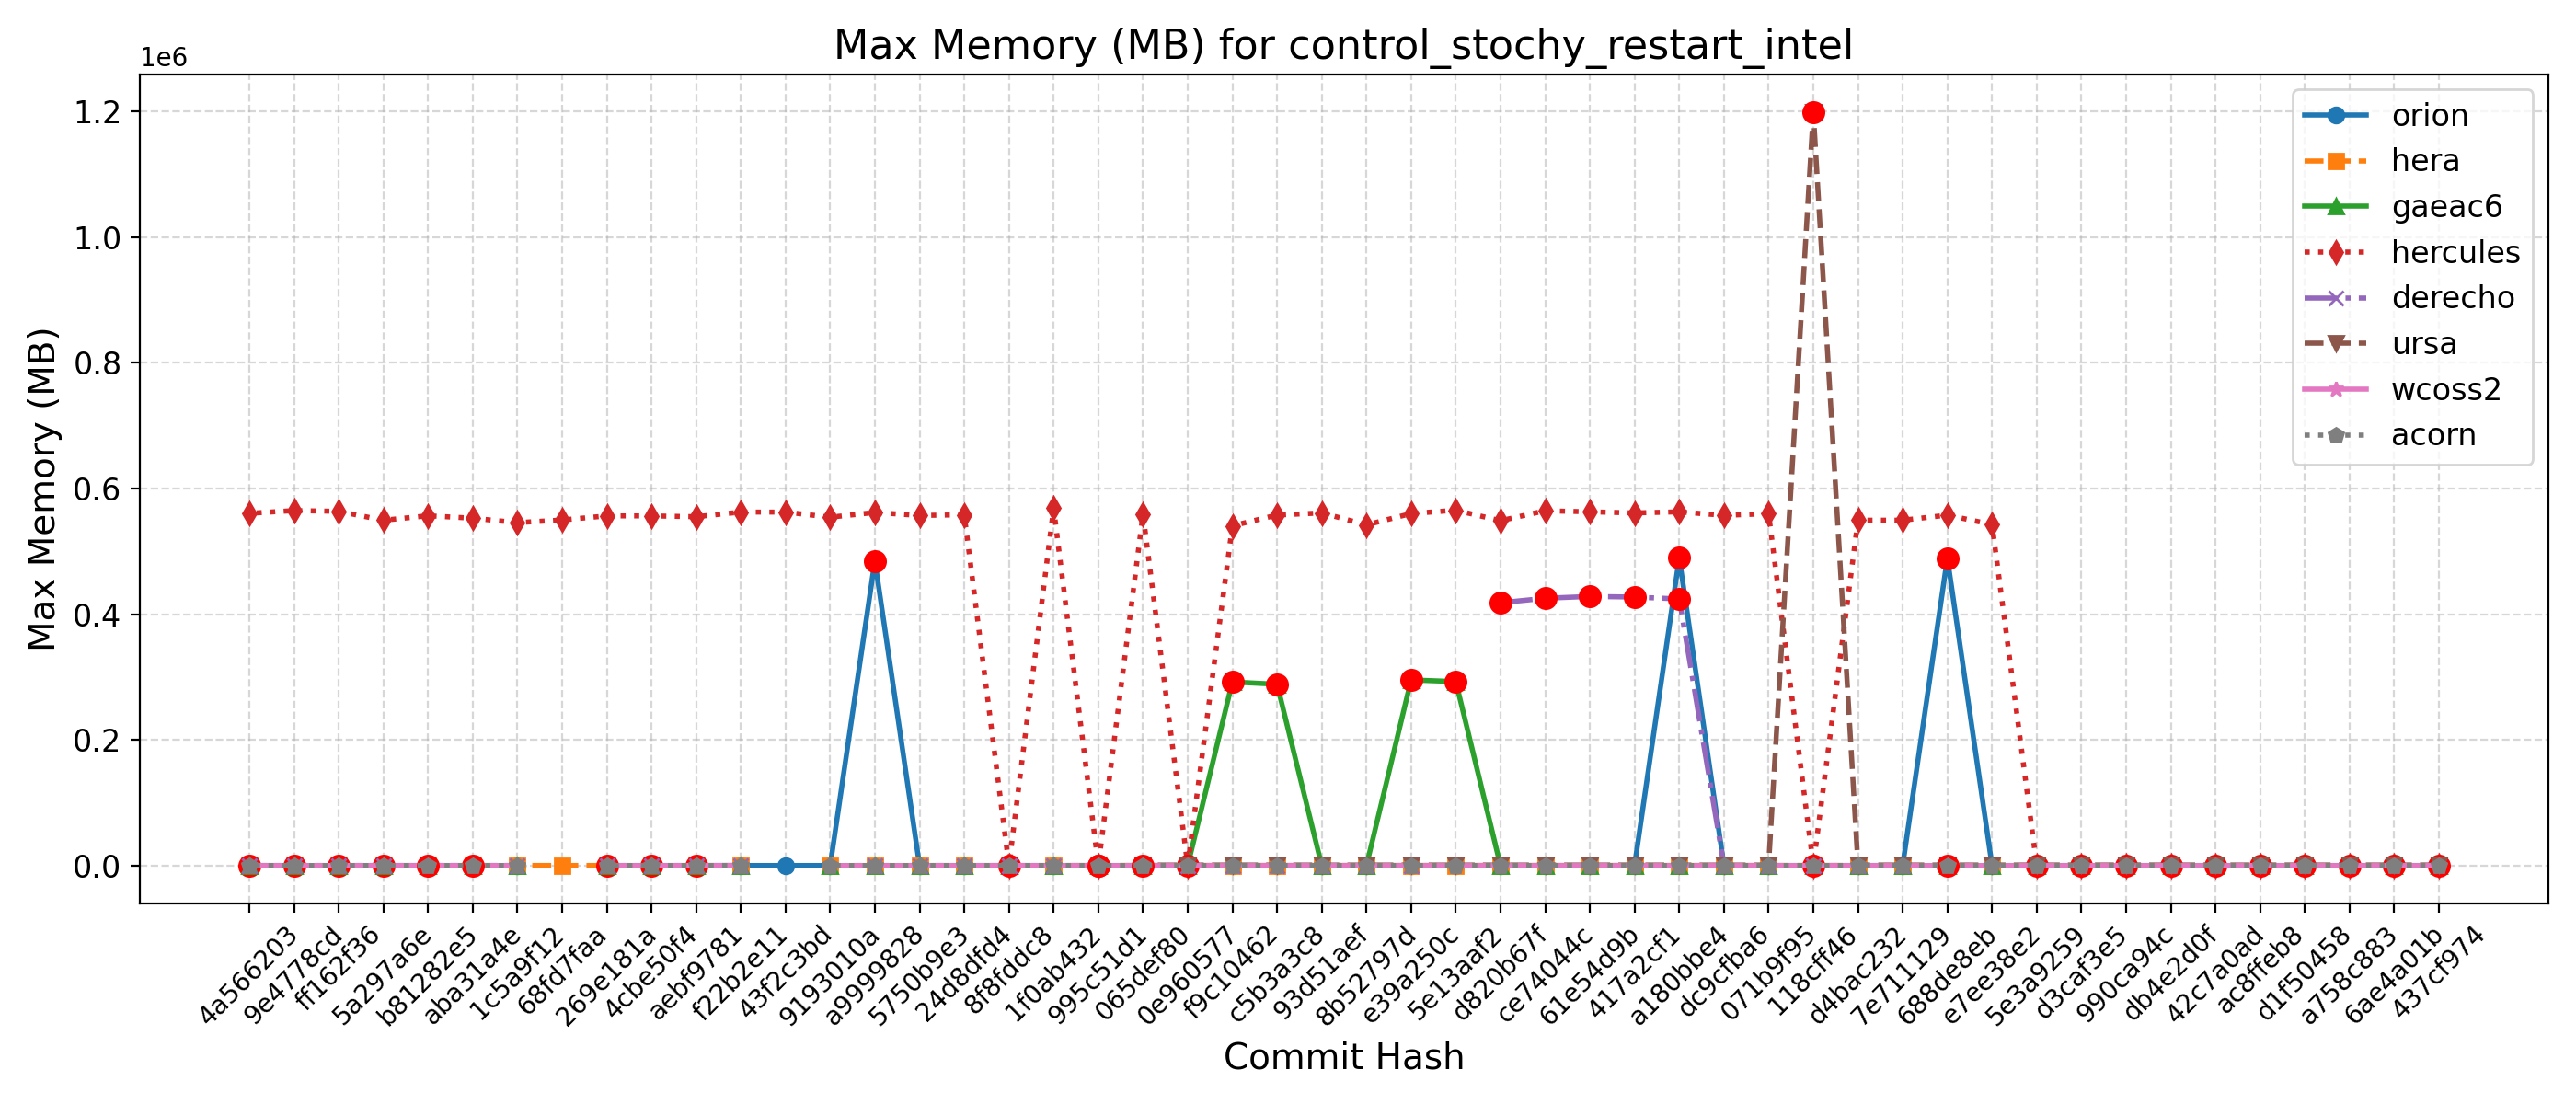 Max Memory (MB) for control_stochy_restart_intel
1e6
1.2
1.0
0.8
0.6
0.4
0.2
0.0
Max Memory (MB)
orion
hera
gaeac6
hercules
derecho
ursa
wcoss2
acorn
4a566203
9e4778cd
ff162f36
5a297a6e
b81282e5
aba31a4e
1c5a9f12
68fd7faa
269e181a
4cbe50f4
aebf9781
f22b2e11
43f2c3bd
9193010a
a9999828
5750b9e3
24d8dfd4
8f8fddc8
1f0ab432
995c51d1
065def80
0e960577
f9c10462
c5b3a3c8
93d51aef
8b52797d
e39a250c
5e13aaf2
d820b67f
ce74044c
61e54d9b
417a2cf1
a180bbe4
dc9cfba6
071b9f95
118cff46
d4bac232
7e711129
688de8eb
e7ee38e2
5e3a9259
d3caf3e5
990ca94c
db4e2d0f
42c7a0ad
ac8ffeb8
d1f50458
a758c883
6ae4a01b
437cf974
Commit Hash